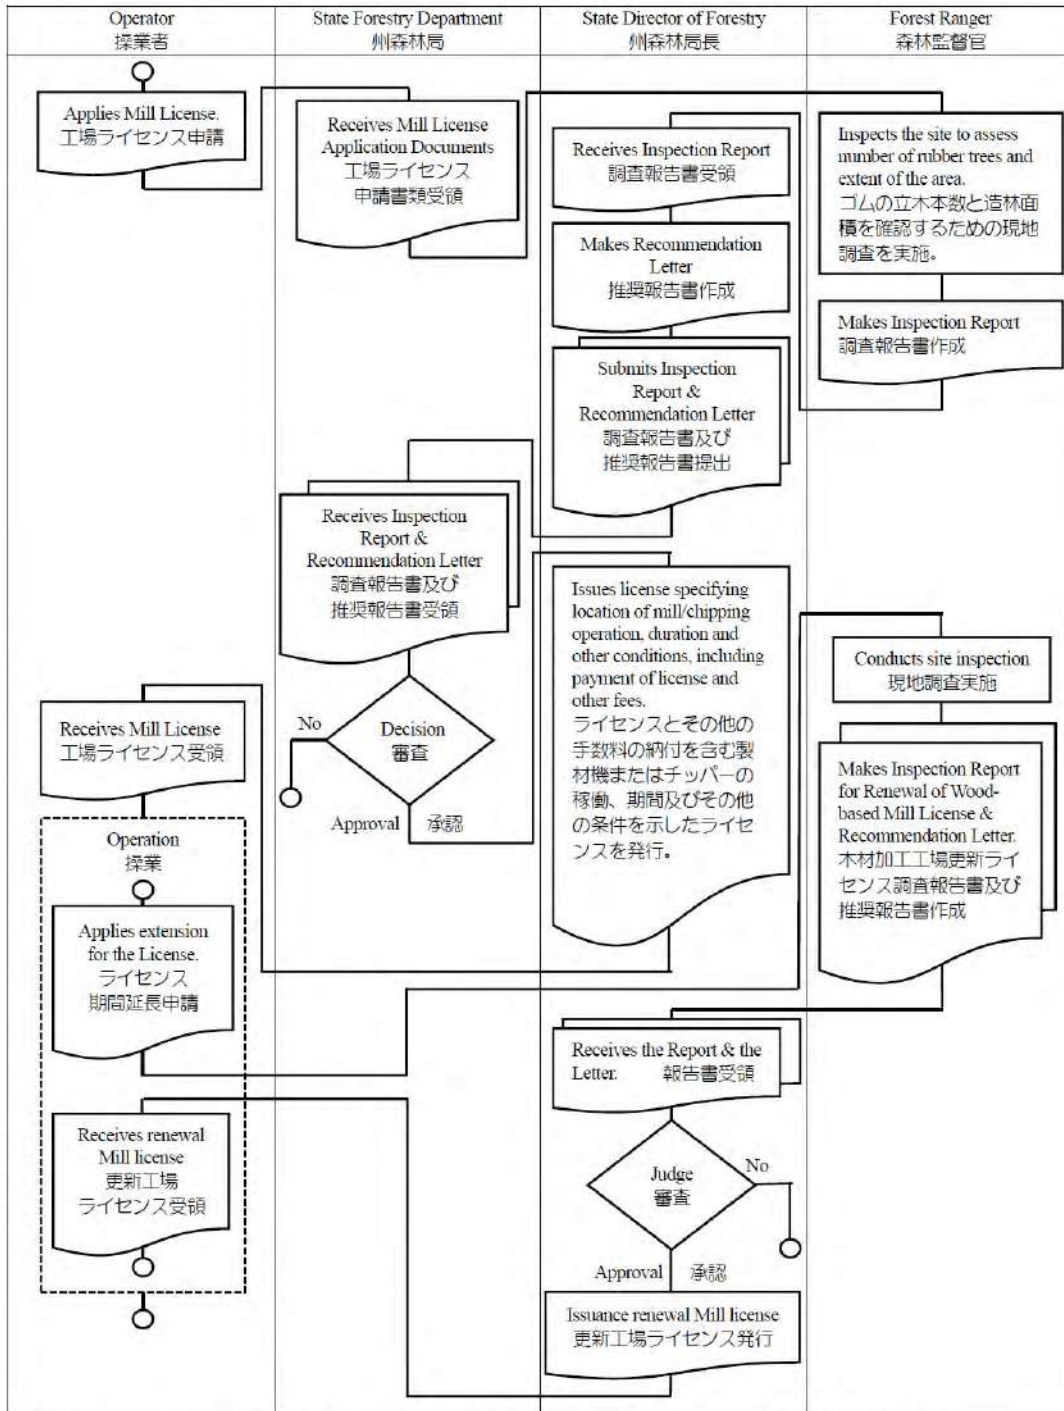 Operator
操業者
State Forestry Department
州森林局
State Director of Forestry
州森林局長
Forest Ranger
森林監督官
Applies Mill License.
工場ライセンス申請
Receives Mill License
Application Documents
工場ライセンス
申請書類受領
Receives Inspection Report
調査報告書受領
Inspects the site to assess
number of rubber trees and
extent of the area.
ゴムの立木本数と造林面
積を確認するための現地
調査を実施。
Makes Recommendation
Letter
推奨報告書作成
Makes Inspection Report
調査報告書作成
Submits Inspection
Report &
Recommendation Letter
調査報告書及び
推奨報告書提出
Receives Inspection
Report &
Recommendation Letter
調査報告書及び
推奨報告書受領
Issues license specifying
location of mill/chipping
operation, duration and
other conditions, including
payment of license and
other fees.
ライセンスとその他の
手数料の納付を含む製
材機またはチッパーの
稼働、期間及びその他
の条件を示したライセ
ンスを発行。
Conducts site inspection
現地調査実施
Receives Mill License
工場ライセンス受領
No
Decision
審査
Approval 承認
Makes Inspection Report
for Renewal of Wood-
based Mill License &
Recommendation Letter.
木材加工工場更新ライ
センス調査報告書及び
推奨報告書作成
Operation
操業
Applies extension
for the License.
ライセンス
期間延長申請
Receives the Report & the
Letter. 報告書受領
Receives renewal
Mill license
更新工場
ライセンス受領
Judge
審査
No
Approval 承認
Issuance renewal Mill license
更新工場ライセンス発行